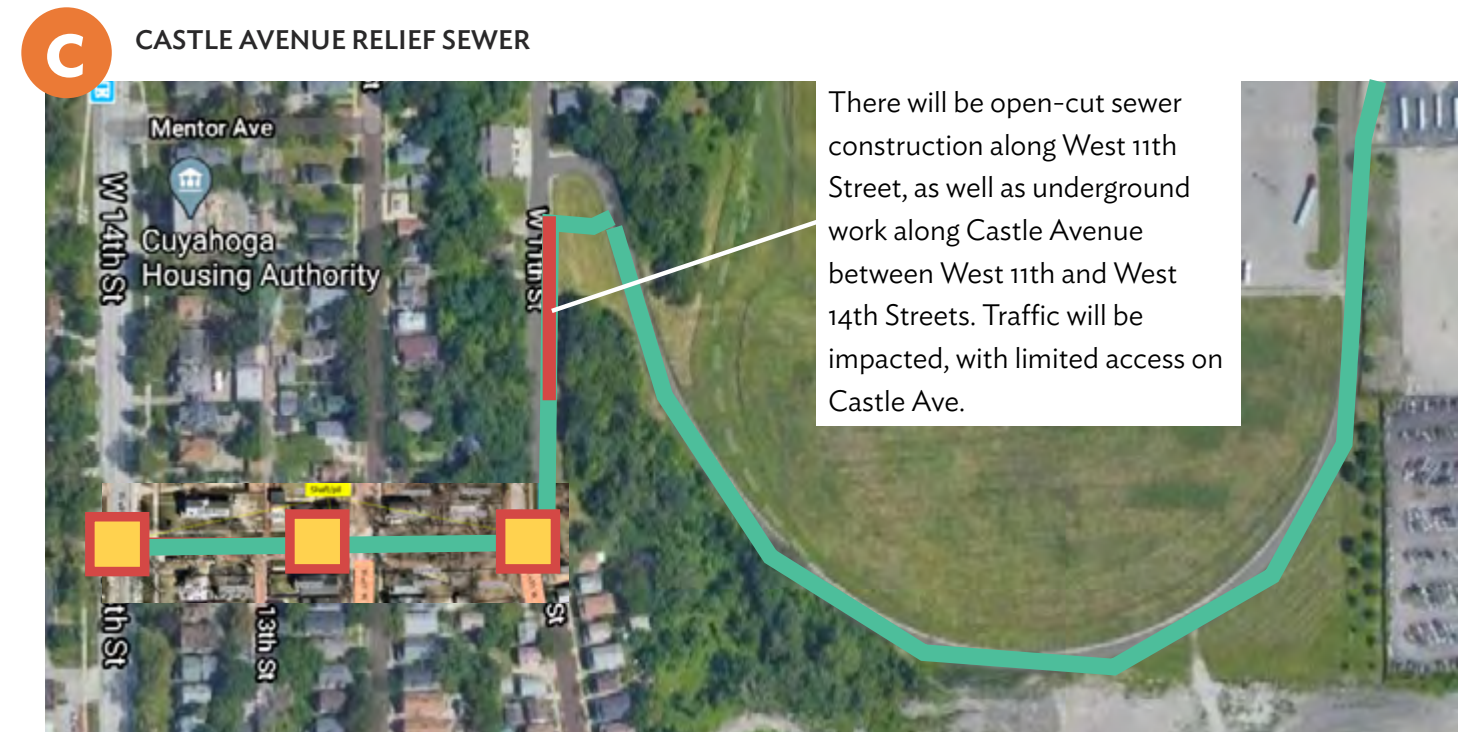 C
CASTLE AVENUE RELIEF SEWER
Mentor Ave
W 14th St
Cuyahoga
Housing Authority
W 11th St
There will be open-cut sewer
construction along West 11th
Street, as well as underground
work along Castle Avenue
between West 11th and West
14th Streets. Traffic will be
impacted, with limited access on
Castle Ave.
th St
13th St
St